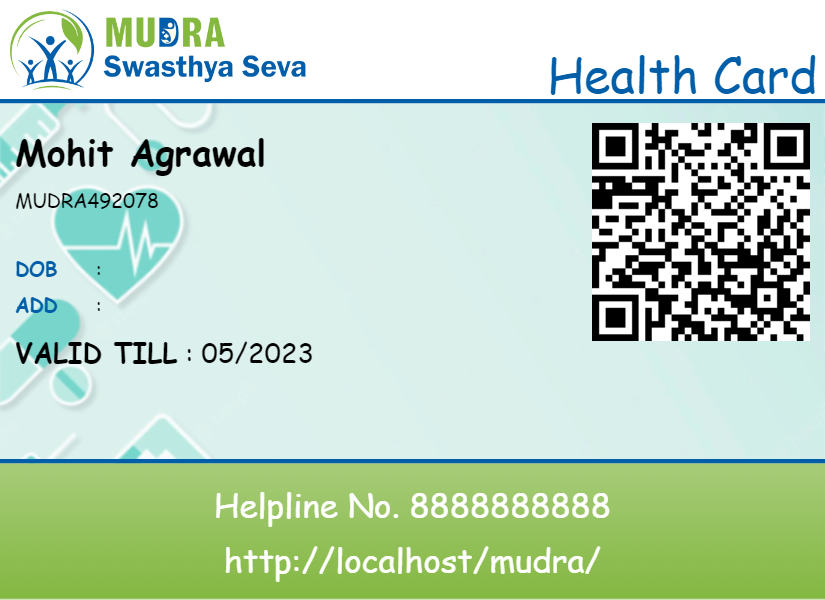 MUDRA
Swasthya Seva
Health Card
Mohit Agrawal
MUDRA492078
DOB :
ADD :
VALID TILL : 05/2023
Helpline No. 8888888888
http://localhost/mudra/